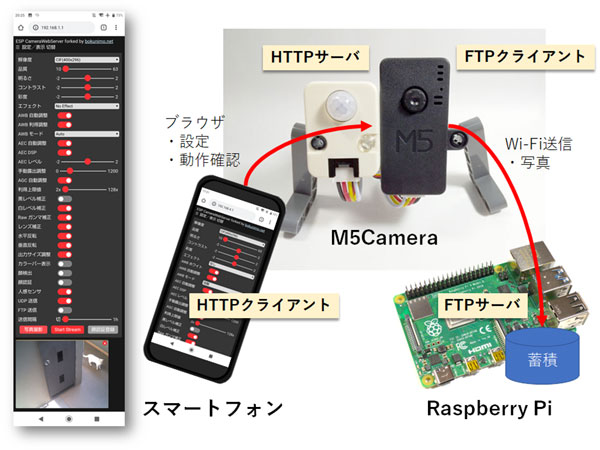 20:25
71%
192.168.1.1
ESP CameraWebServer forked by bokunimo.net
☰ 設定／表示 切替
解像度 CIF(400x296)
品質 10 63
明るさ -2 2
コントラスト -2 2
彩度 -2 2
エフェクト No Effect
AWB 自動調整
AWB 利用調整
AWB モード Auto
AEC 自動調整
AEC DSP
AEC レベル -2 2
手動露出調整 0 1200
AGC 自動調整
利用上限値 2x 128x
黒レベル補正
白レベル補正
Raw ガンマ補正
レンズ補正
水平反転
垂直反転
出力サイズ調整
カラーバー表示
顔検出
顔認証
人感センサ
UDP 送信
FTP 送信
送信間隔 1h
写真撮影 Start Stream 顔認証登録
HTTPサーバ
FTPクライアント
ブラウザ
・設定
・動作確認
M5
Wi-Fi送信
・写真
M5Camera
HTTPクライアント
FTPサーバ
HDMI
蓄積
スマートフォン
Raspberry Pi